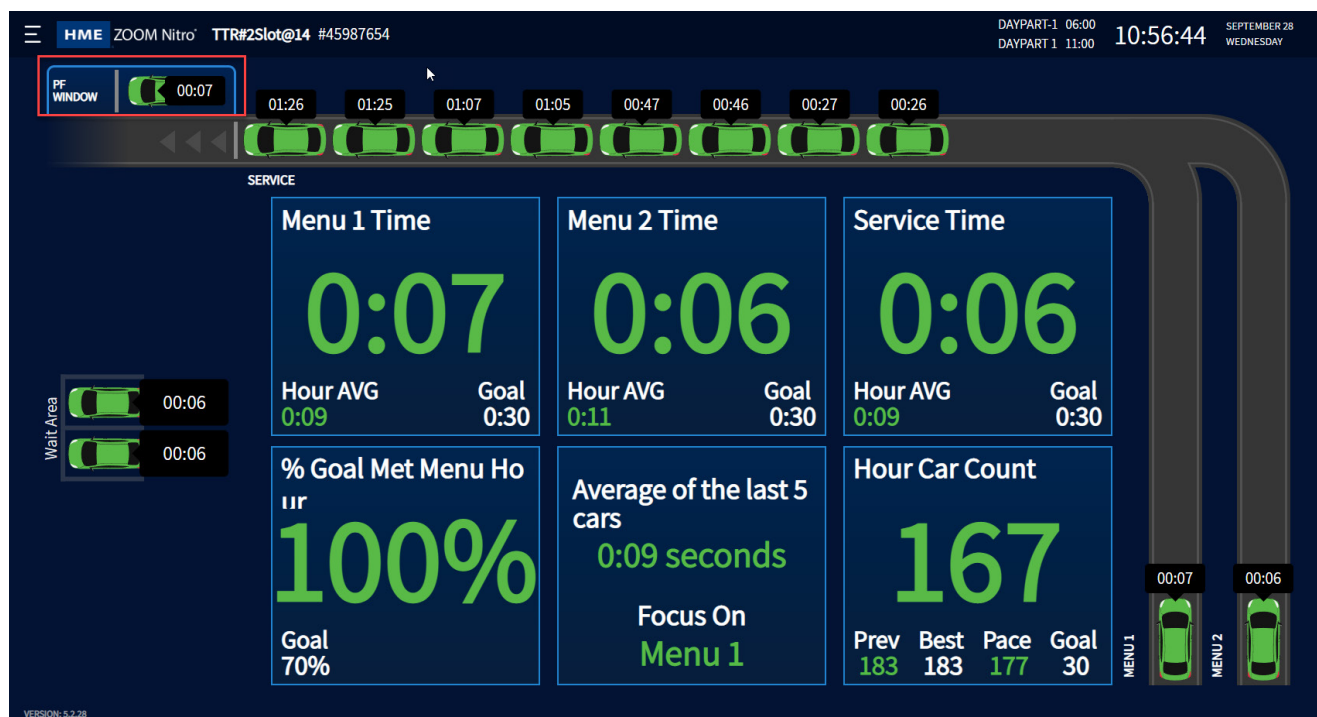 HME ZOOM Nitro® TTR#2Slot@14 #45987654
DAYPART-1 06:00
DAYPART 1 11:00
10:56:44
SEPTEMBER 28
WEDNESDAY
PF
WINDOW
00:07
01:26 01:25 01:07 01:05 00:47 00:46 00:27 00:26
SERVICE
Menu 1 Time
0:07
Hour AVG Goal
0:09 0:30
Menu 2 Time
0:06
Hour AVG Goal
0:11 0:30
Service Time
0:06
Hour AVG Goal
0:09 0:30
Wait Area
00:06
00:06
% Goal Met Menu Ho
ur
100%
Goal
70%
Average of the last 5
cars
0:09 seconds
Focus On
Menu 1
Hour Car Count
167
Prev Best Pace Goal
183 183 177 30
00:07 00:06
MENU 1
MENU 2
VERSION: 5.2.28